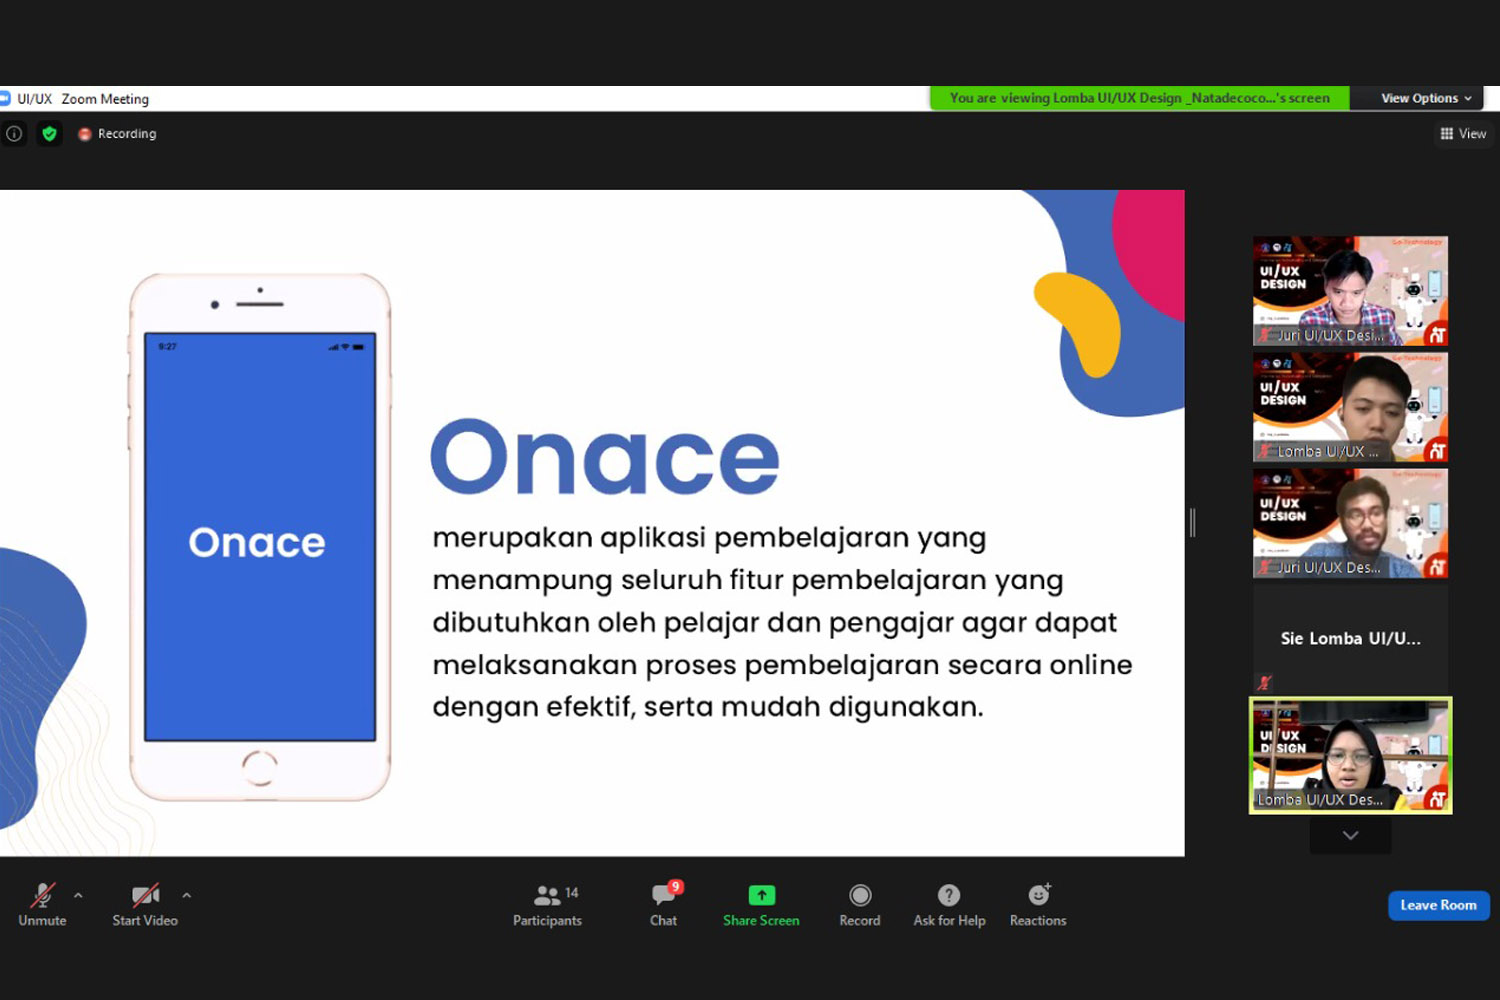 UI/UX Zoom Meeting
You are viewing Lomba UI/UX Design _Natadecoco...'s screen
View Options
Recording
View
9:27
Onace
Onace
merupakan aplikasi pembelajaran yang
menampung seluruh fitur pembelajaran yang
dibutuhkan oleh pelajar dan pengajar agar dapat
melaksanakan proses pembelajaran secara online
dengan efektif, serta mudah digunakan.
Go-Technology
UI/UX
DESIGN
Juri UI/UX Desi...
Go-Technology
UI/UX
DESIGN
Lomba UI/UX ...
UI/UX
DESIGN
Juri UI/UX Des...
Sie Lomba UI/U...
UI/UX
DESIGN
Lomba UI/UX Des...
Unmute
Start Video
14
Participants
9
Chat
Share Screen
Record
Ask for Help
Reactions
Leave Room